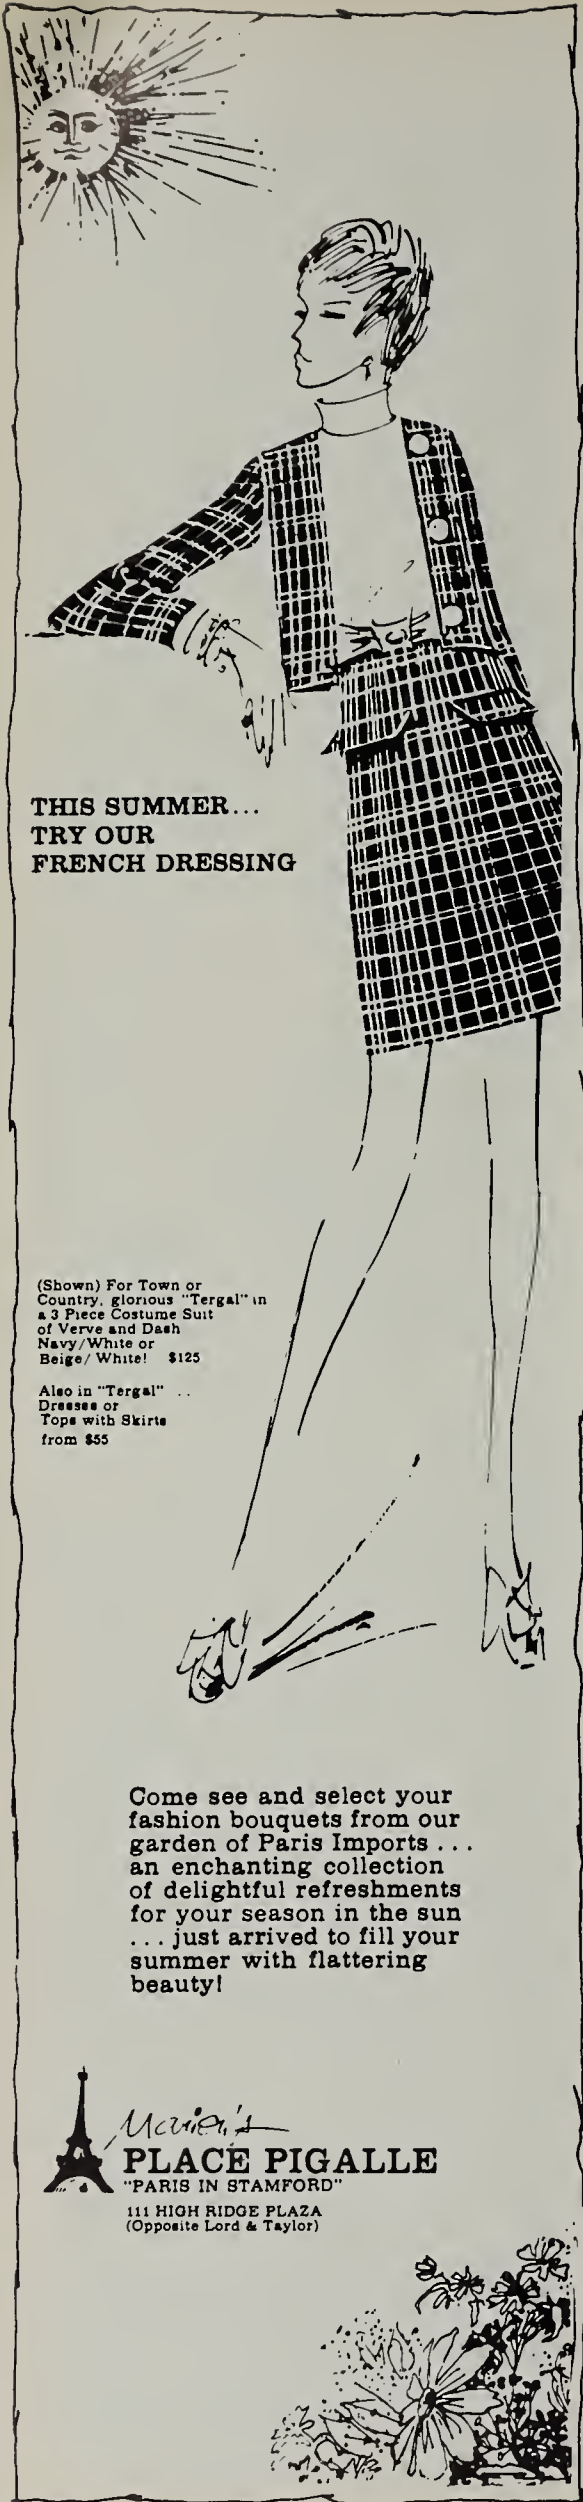 THIS SUMMER...
TRY OUR
FRENCH DRESSING
(Shown) For Town or
Country, glorious "Tergal" in
a 3 Piece Costume Suit
of Verve and Dash
Navy/White or
Beige/White! $125
Also in "Tergal" ..
Dresses or
Tops with Skirts
from $55
Come see and select your
fashion bouquets from our
garden of Paris Imports ...
an enchanting collection
of delightful refreshments
for your season in the sun
... just arrived to fill your
summer with flattering
beauty!
PLACE PIGALLE
"PARIS IN STAMFORD"
111 HIGH RIDGE PLAZA
(Opposite Lord & Taylor)